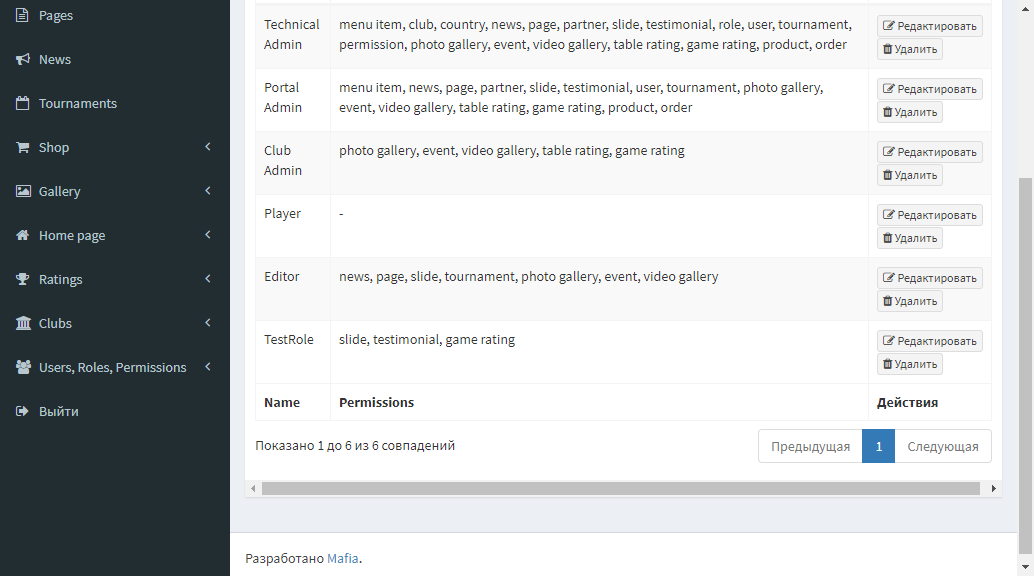 Pages
News
Tournaments
Shop
Gallery
Home page
Ratings
Clubs
Users, Roles, Permissions
Выйти
Technical
Admin
menu item, club, country, news, page, partner, slide, testimonial, role, user, tournament,
permission, photo gallery, event, video gallery, table rating, game rating, product, order
Редактировать
Удалить
Portal
Admin
menu item, news, page, partner, slide, testimonial, user, tournament, photo gallery,
event, video gallery, table rating, game rating, product, order
Редактировать
Удалить
Club
Admin
photo gallery, event, video gallery, table rating, game rating
Редактировать
Удалить
Player
-
Редактировать
Удалить
Editor
news, page, slide, tournament, photo gallery, event, video gallery
Редактировать
Удалить
TestRole
slide, testimonial, game rating
Редактировать
Удалить
Name Permissions Действия
Показано 1 до 6 из 6 совпадений
Предыдущая 1 Следующая
Разработано Mafia.